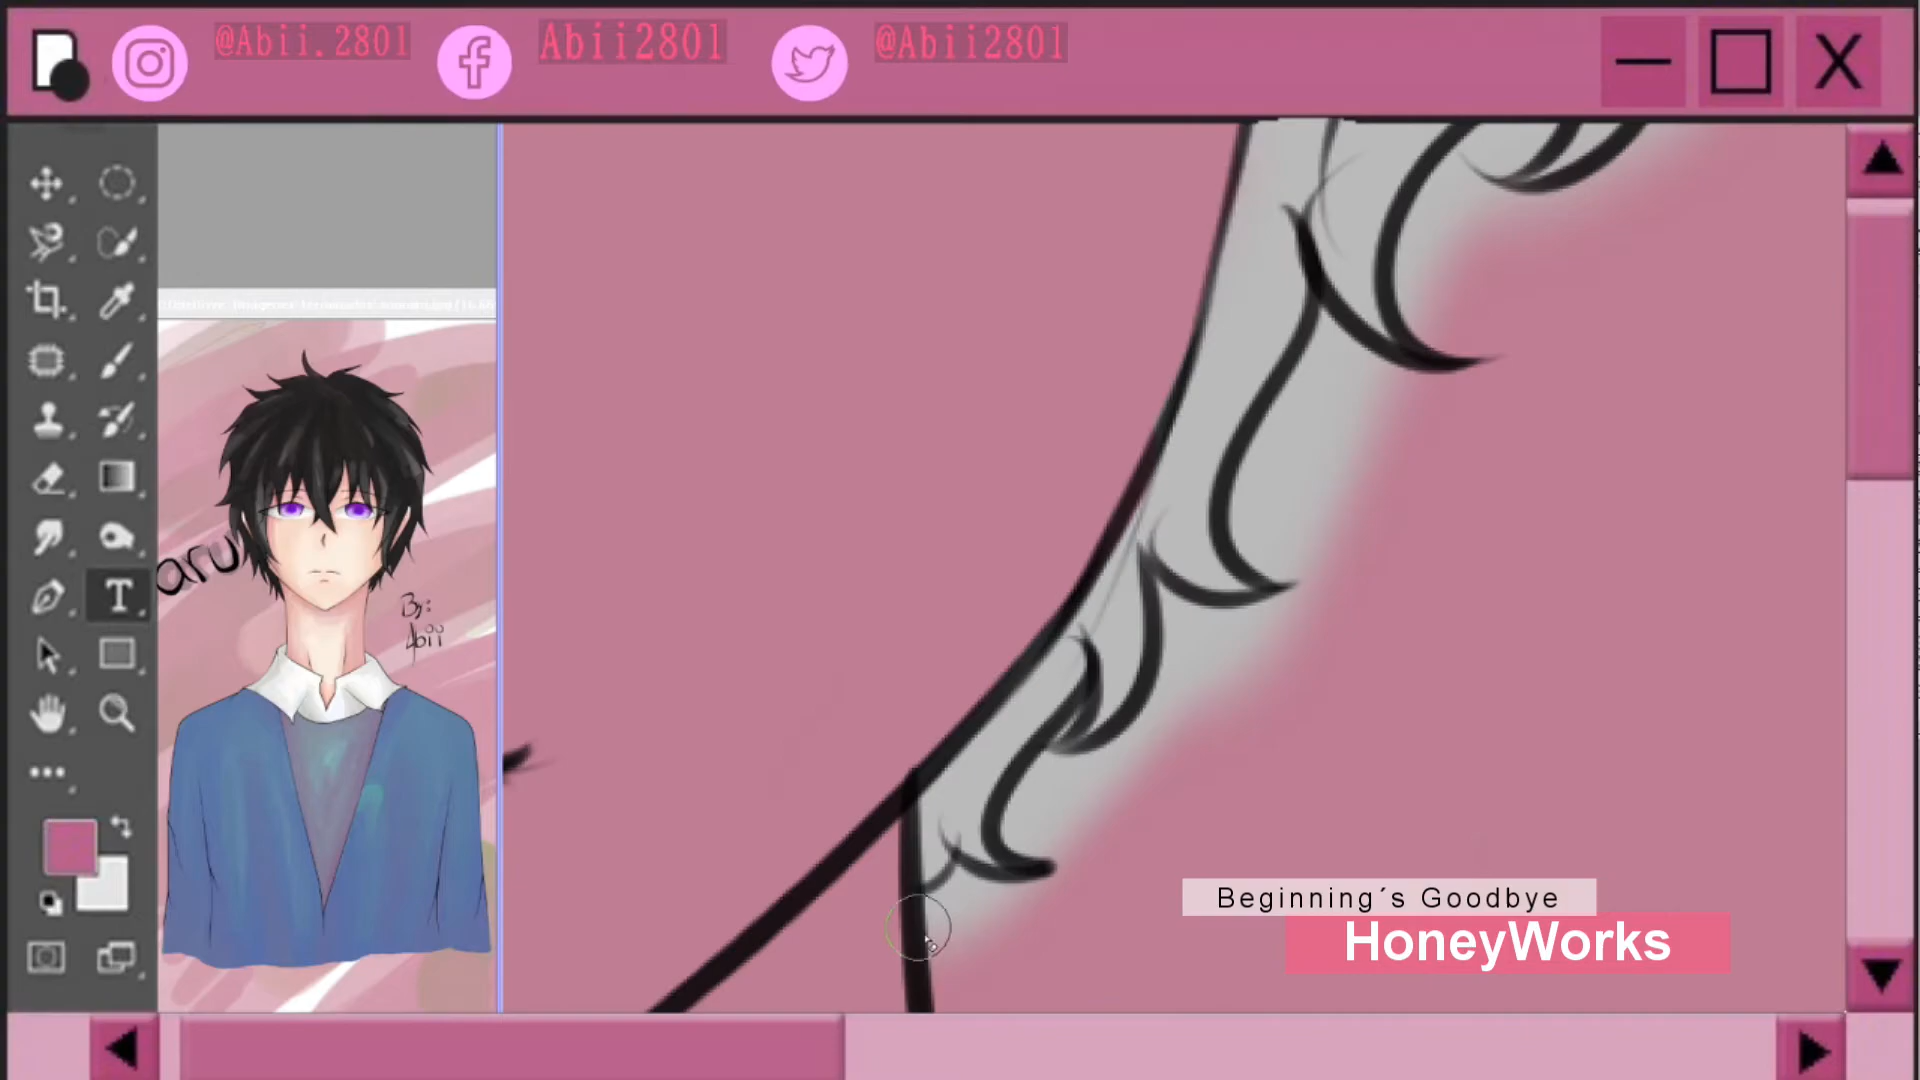 @Abii.2801
Abii2801
@Abii2801
aru
By:
Abii
Beginning´s Goodbye
HoneyWorks